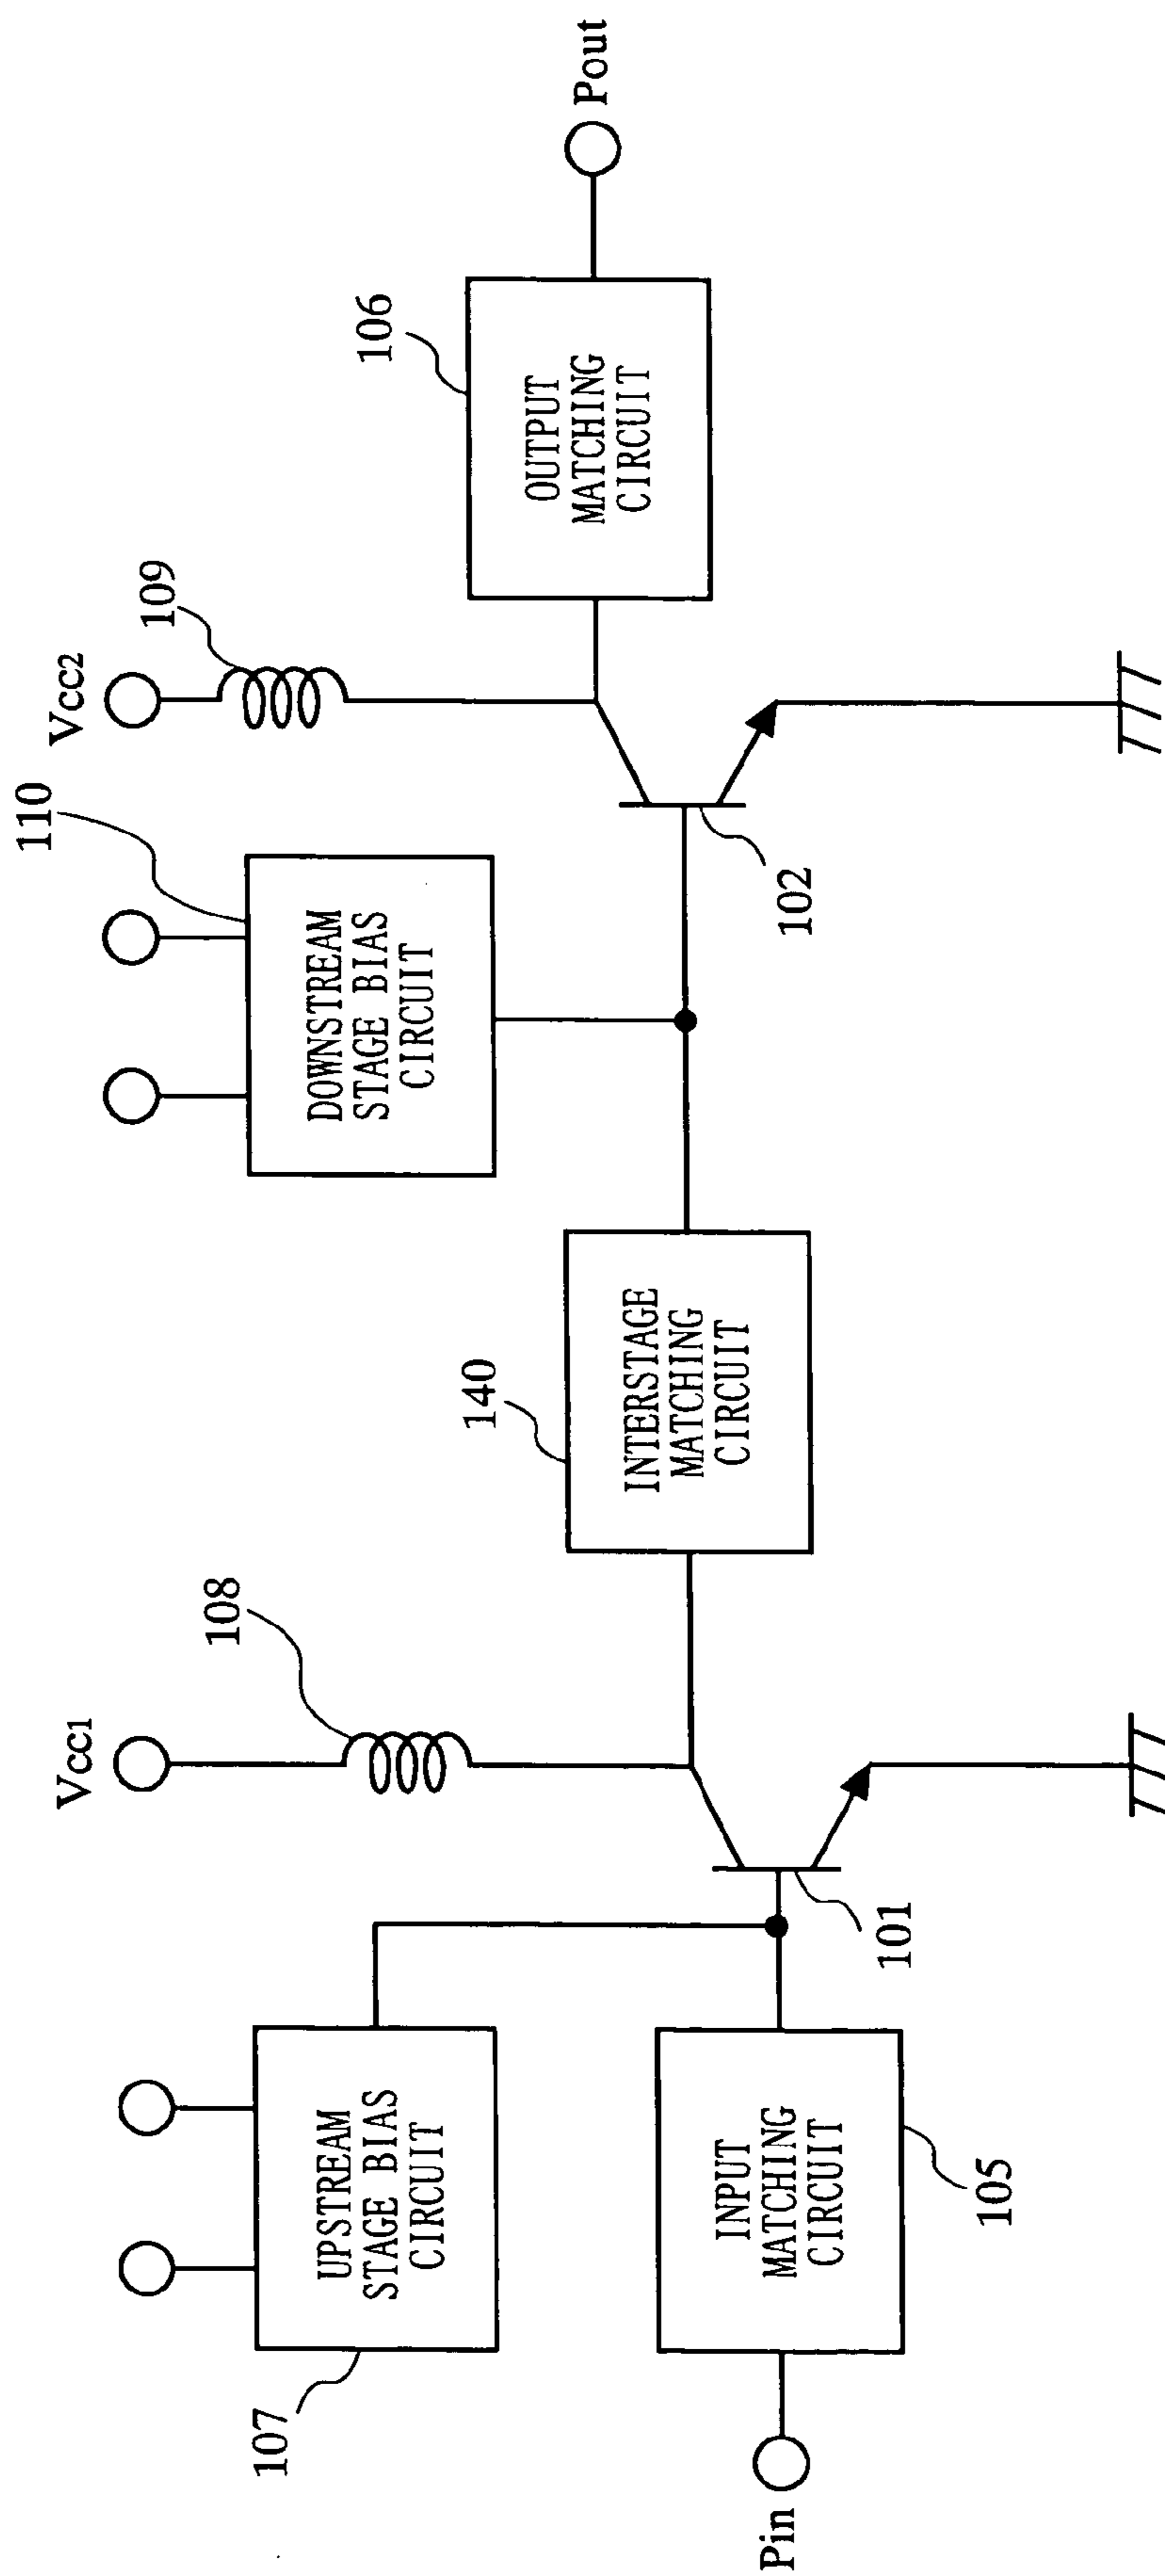 Vcc1
Vcc2
110
109
108
107
UPSTREAM
STAGE BIAS
CIRCUIT
DOWNSTREAM
STAGE BIAS
CIRCUIT
106
OUTPUT
MATCHING
CIRCUIT
Pout
140
INTERSTAGE
MATCHING
CIRCUIT
102
101
INPUT
MATCHING
CIRCUIT
105
Pin